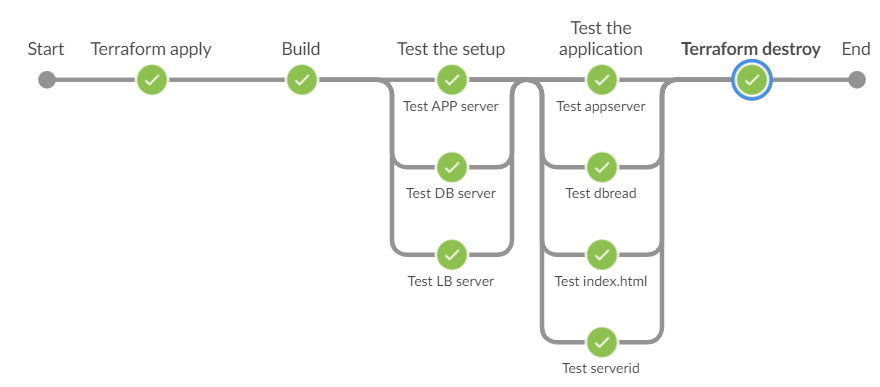 Start
Terraform apply
Build
Test the setup
Test the
application
Terraform destroy
End
Test APP server
Test appserver
Test DB server
Test dbread
Test LB server
Test index.html
Test serverid